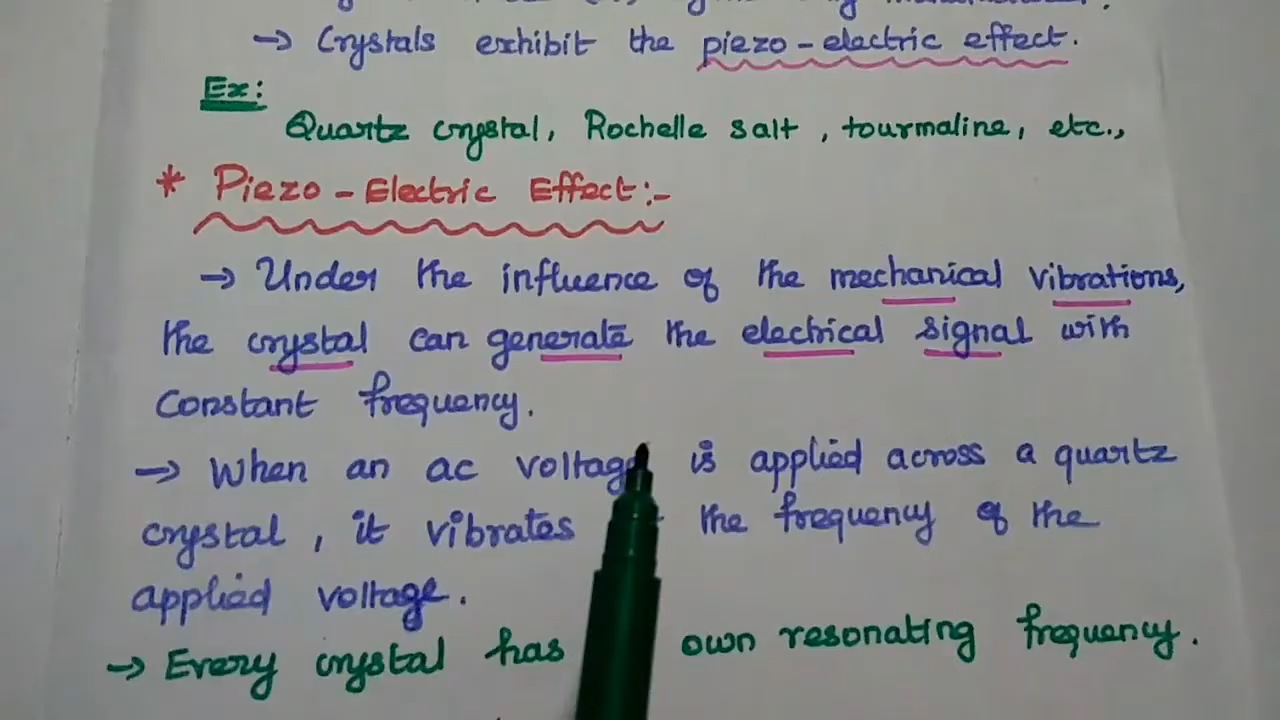 → Crystals exhibit the piezo-electric effect.
Ex:
Quartz crystal, Rochelle salt, tourmaline, etc.,
* Piezo-Electric Effect:-
→ Under the influence of the mechanical vibrations,
the crystal can generate the electrical signal with
constant frequency.
→ When an ac voltage is applied across a quartz
crystal, it vibrates the frequency of the
applied voltage.
→ Every crystal has own resonating frequency.